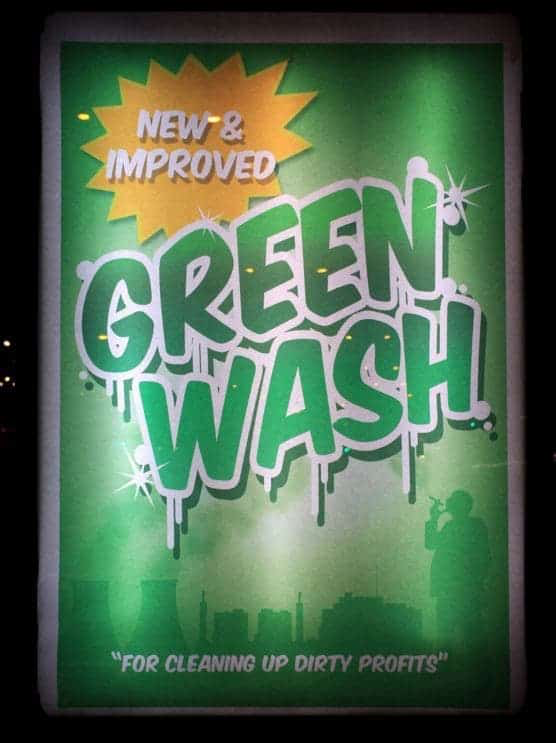 NEW &
IMPROVED
GREEN
WASH
"FOR CLEANING UP DIRTY PROFITS"